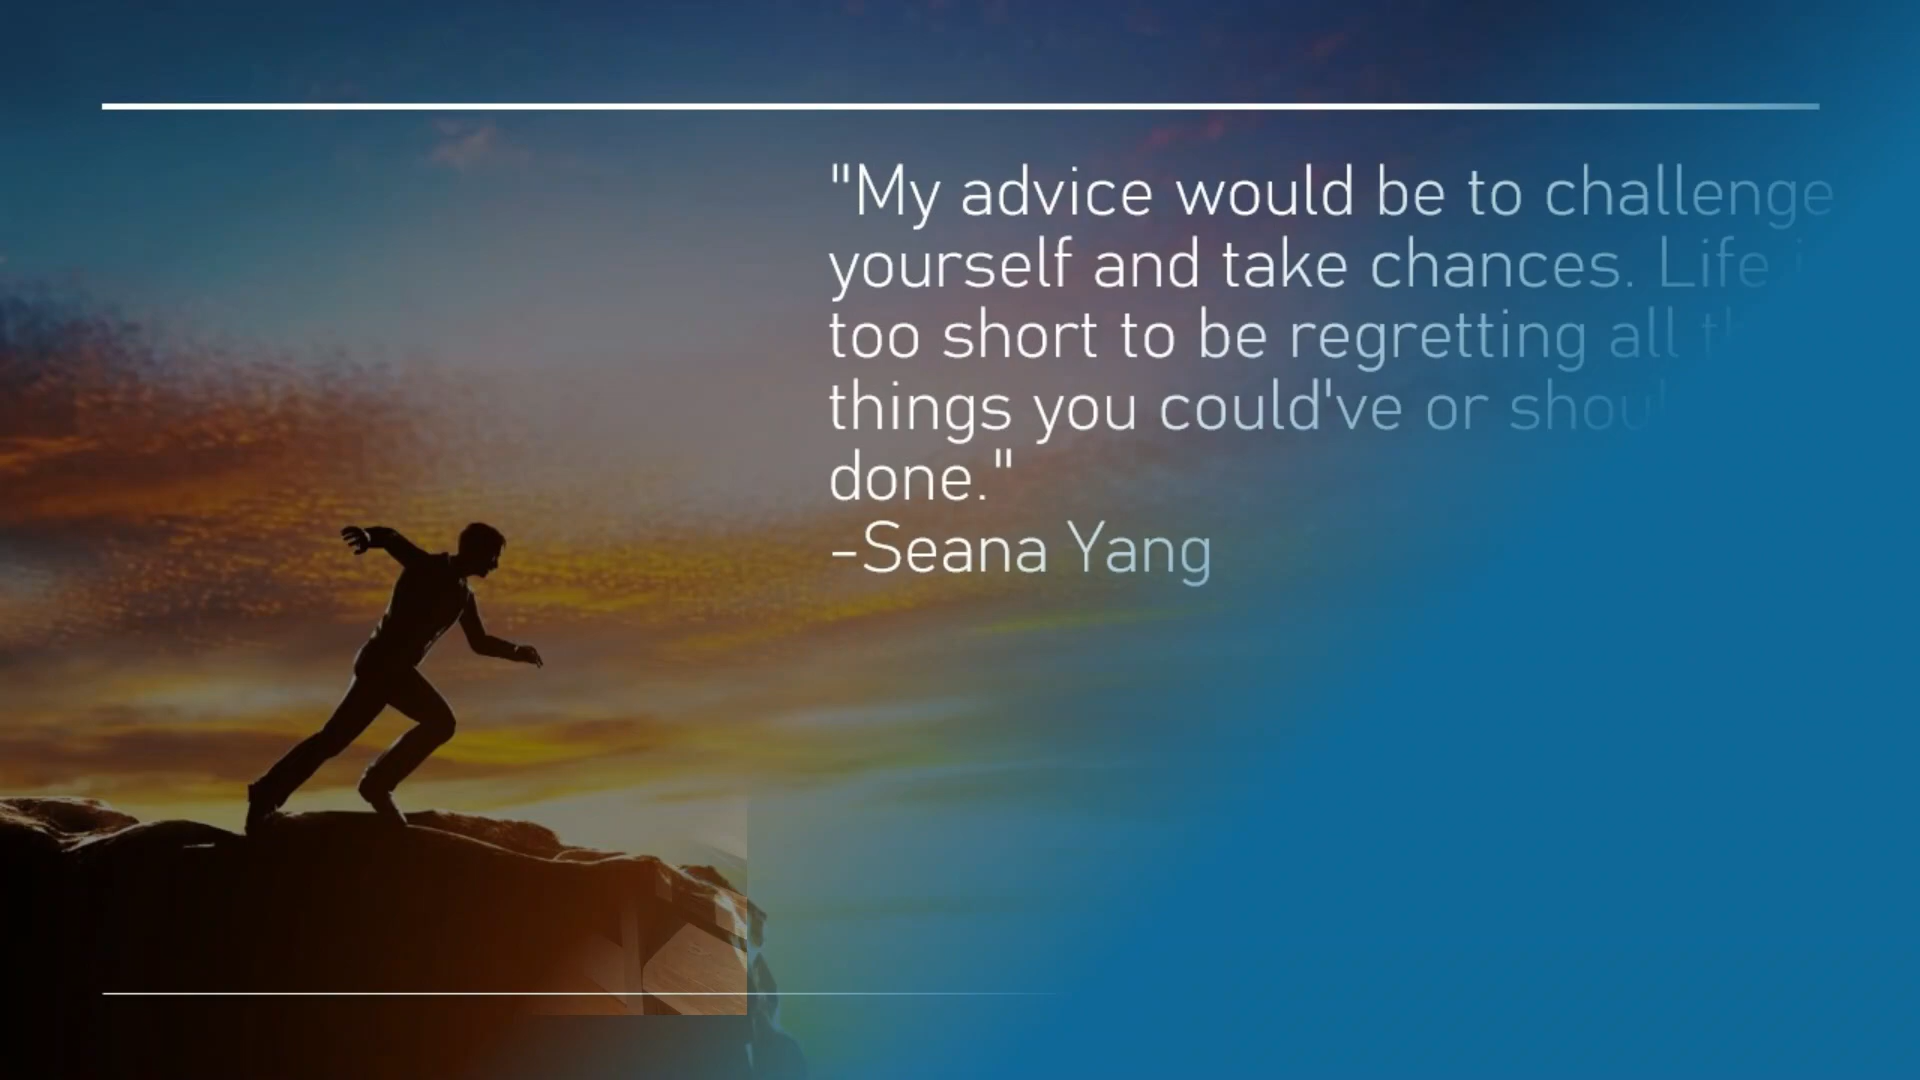 "My advice would be to challenge
yourself and take chances. Life
too short to be regretting all
things you could've or
done."
-Seana Yang